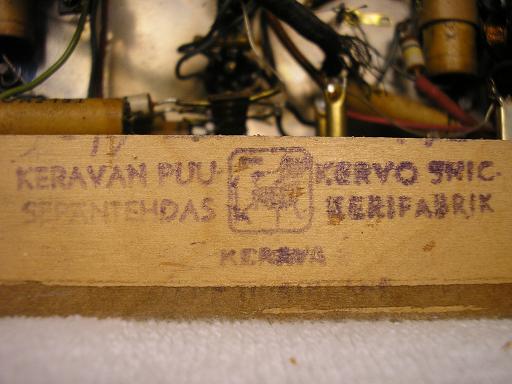 KERAVAN PUU- KERVO SNIC-
SEPÄNTEHDAS KERIFABRIK
KERAVA